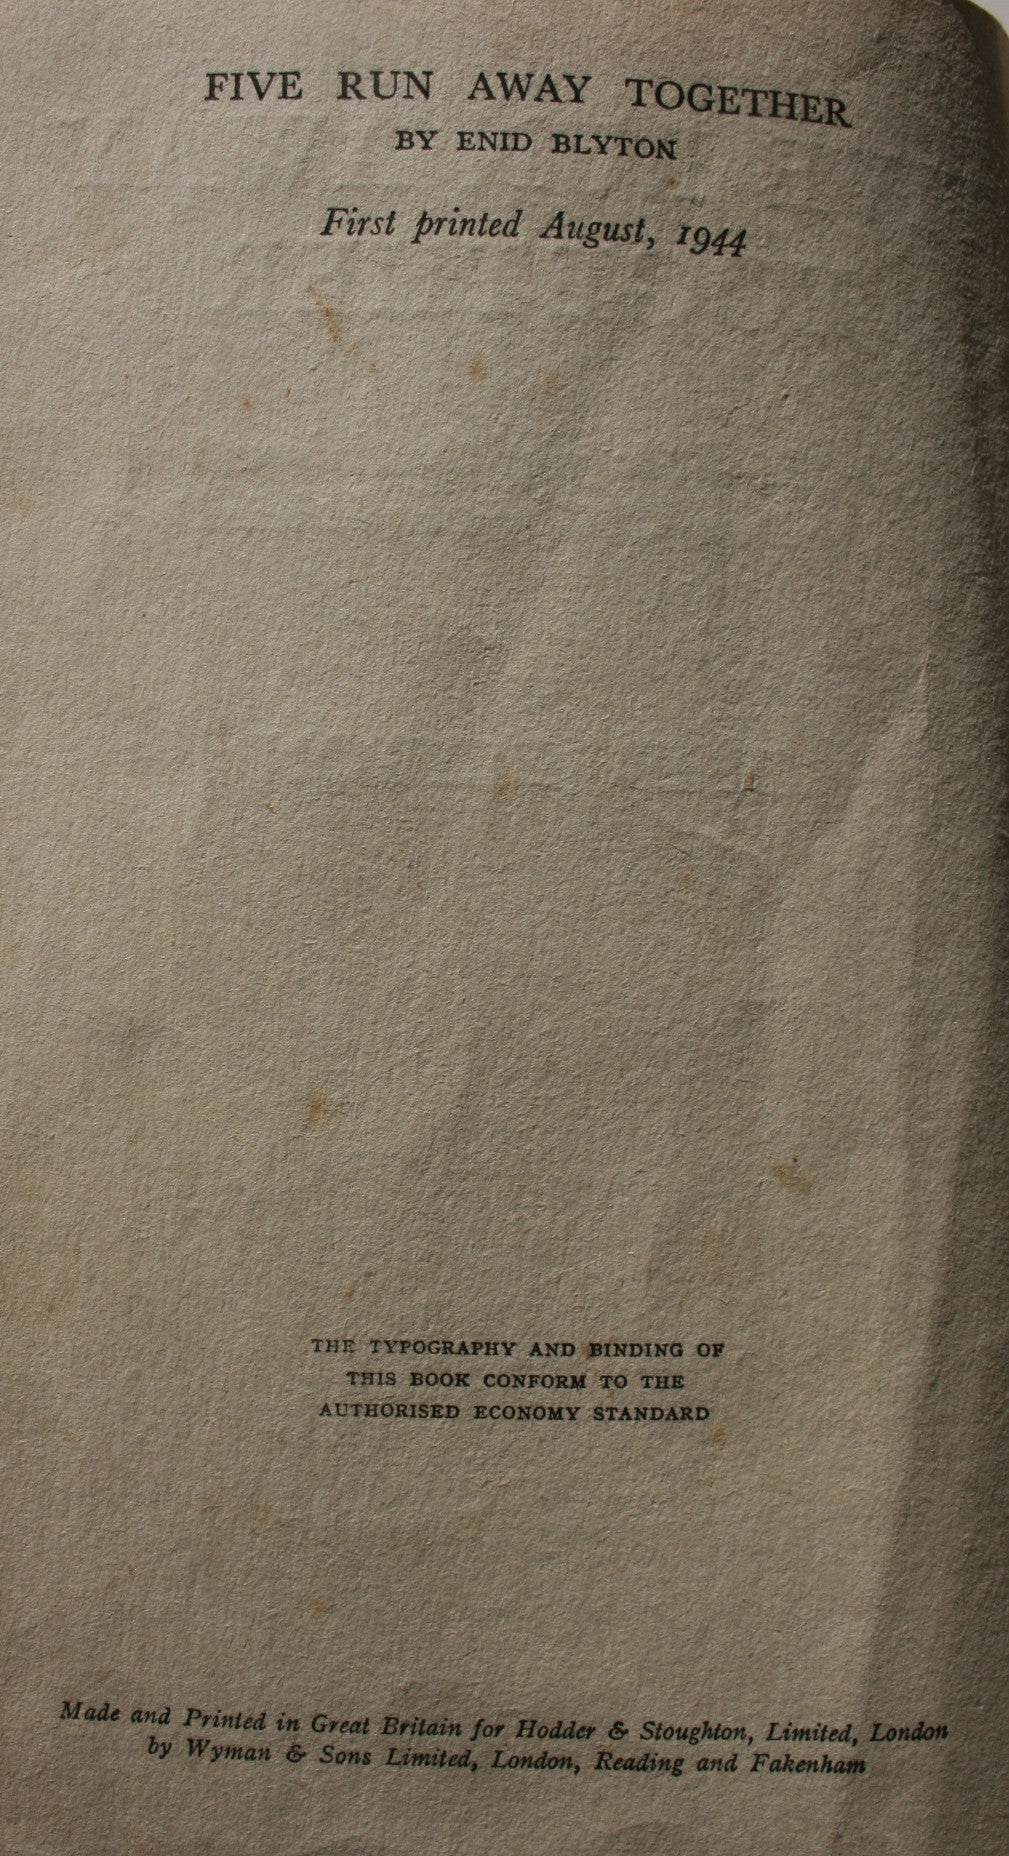 FIVE RUN AWAY TOGETHER
BY ENID BLYTON
First printed August, 1944
THE TYPOGRAPHY AND BINDING OF
THIS BOOK CONFORM TO THE
AUTHORISED ECONOMY STANDARD
Made and Printed in Great Britain for Hodder & Stoughton, Limited, London
by Wyman & Sons Limited, London, Reading and Fakenham